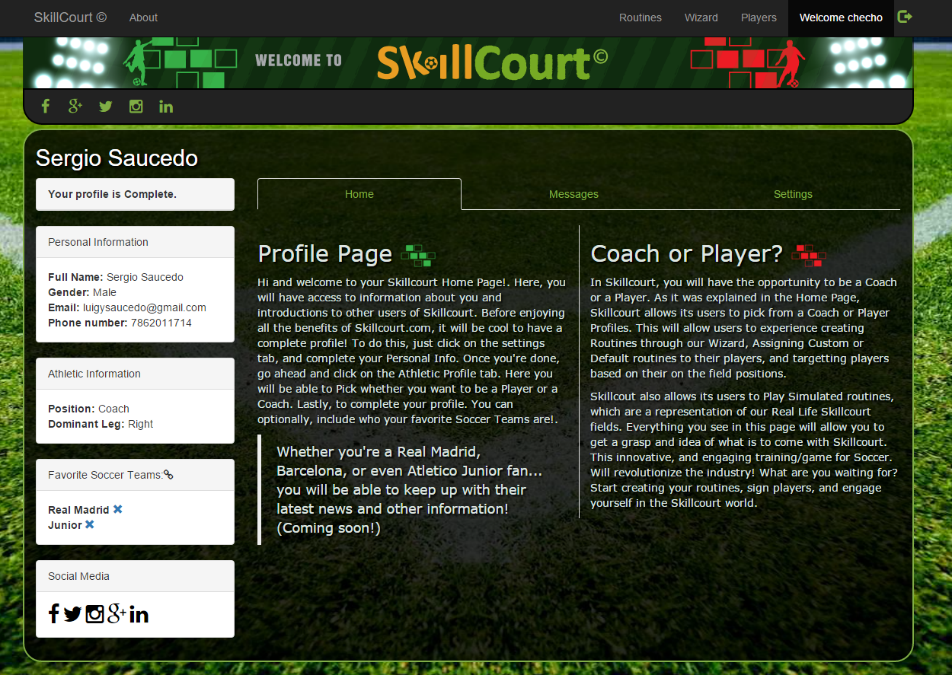 SkillCourt © About Routines Wizard Players Welcome checho
WELCOME TO SkillCourt©
Sergio Saucedo
Your profile is Complete.
Personal Information
Full Name: Sergio Saucedo
Gender: Male
Email: luigysaucedo@gmail.com
Phone number: 7862011714
Athletic Information
Position: Coach
Dominant Leg: Right
Favorite Soccer Teams:
Real Madrid
Junior
Social Media
Home Messages Settings
Profile Page
Hi and welcome to your Skillcourt Home Page!. Here, you
will have access to information about you and
introductions to other users of Skillcourt. Before enjoying
all the benefits of Skillcourt.com, it will be cool to have a
complete profile! To do this, just click on the settings
tab, and complete your Personal Info. Once you're done,
go ahead and click on the Athletic Profile tab. Here you
will be able to Pick whether you want to be a Player or a
Coach. Lastly, to complete your profile. You can
optionally, include who your favorite Soccer Teams are!.
Whether you're a Real Madrid,
Barcelona, or even Atletico Junior fan...
you will be able to keep up with their
latest news and other information!
(Coming soon!)
Coach or Player?
In Skillcourt, you will have the opportunity to be a Coach
or a Player. As it was explained in the Home Page,
Skillcourt allows its users to pick from a Coach or Player
Profiles. This will allow users to experience creating
Routines through our Wizard, Assigning Custom or
Default routines to their players, and targetting players
based on their on the field positions.
Skillcout also allows its users to Play Simulated routines,
which are a representation of our Real Life Skillcourt
fields. Everything you see in this page will allow you to
get a grasp and idea of what is to come with Skillcourt.
This innovative, and engaging training/game for Soccer.
Will revolutionize the industry! What are you waiting for?
Start creating your routines, sign players, and engage
yourself in the Skillcourt world.